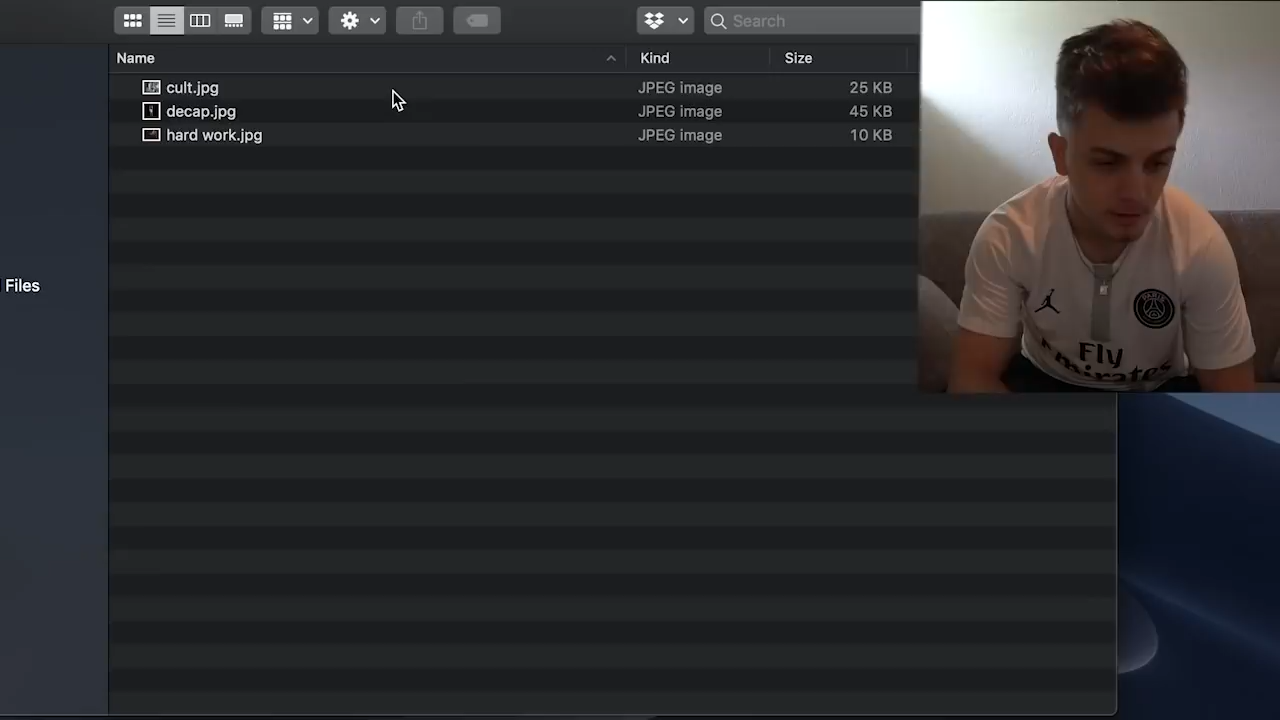 Search
Name Kind Size
cult.jpg JPEG image 25 KB
decap.jpg JPEG image 45 KB
hard work.jpg JPEG image 10 KB
Files
PARIS
Fly
Emirates